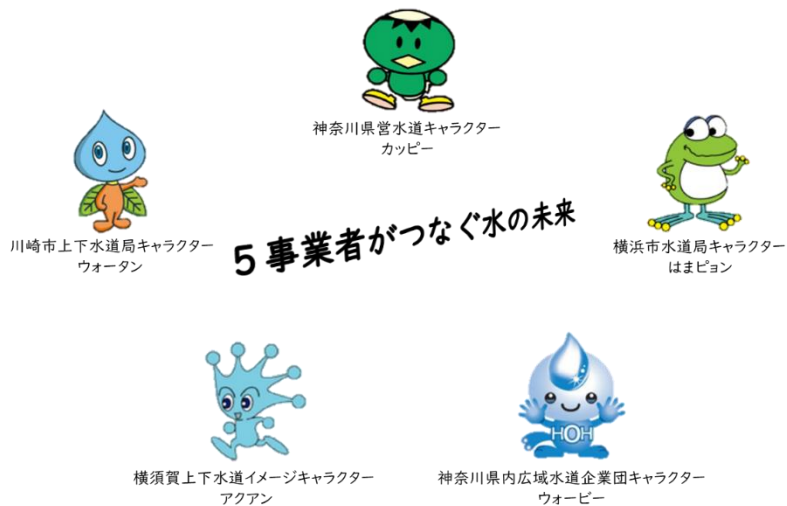 神奈川県営水道キャラクター
カッピー
川崎市上下水道局キャラクター
ウォータン
5事業者がつなぐ水の未来
横浜市水道局キャラクター
はまピョン
横須賀上下水道イメージキャラクター
アクアン
神奈川県内広域水道企業団キャラクター
ウォービー
HOH